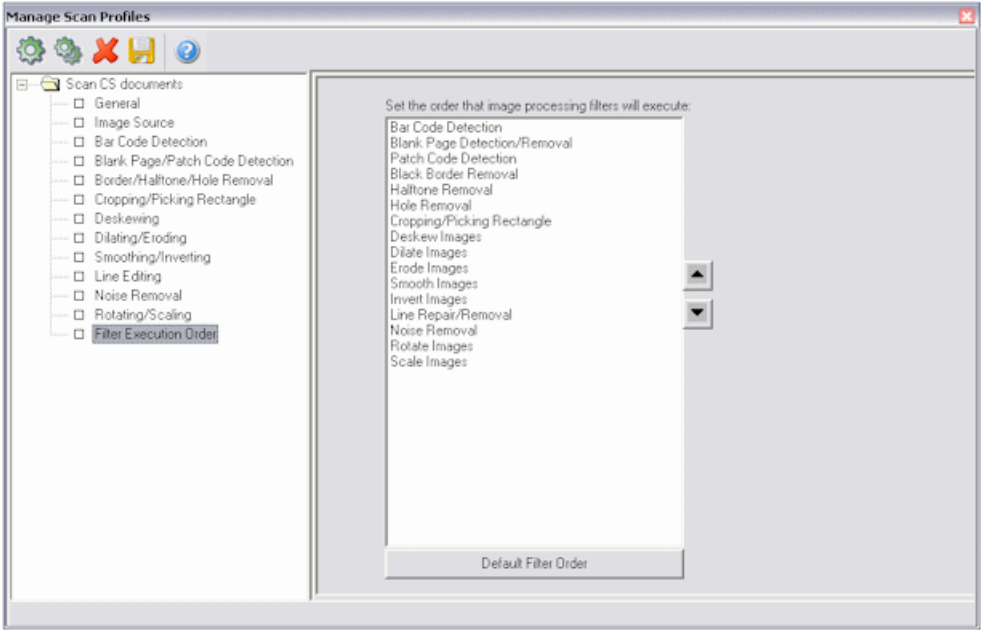 Manage Scan Profiles
Scan CS documents
General
Image Source
Bar Code Detection
Blank Page/Patch Code Detection
Border/Halftone/Hole Removal
Cropping/Picking Rectangle
Deskewing
Dilating/Eroding
Smoothing/Inverting
Line Editing
Noise Removal
Rotating/Scaling
Filter Execution Order
Set the order that image processing filters will execute:
Bar Code Detection
Blank Page Detection/Removal
Patch Code Detection
Black Border Removal
Halftone Removal
Hole Removal
Cropping/Picking Rectangle
Deskew Images
Dilate Images
Erode Images
Smooth Images
Invert Images
Line Repair/Removal
Noise Removal
Rotate Images
Scale Images
Default Filter Order